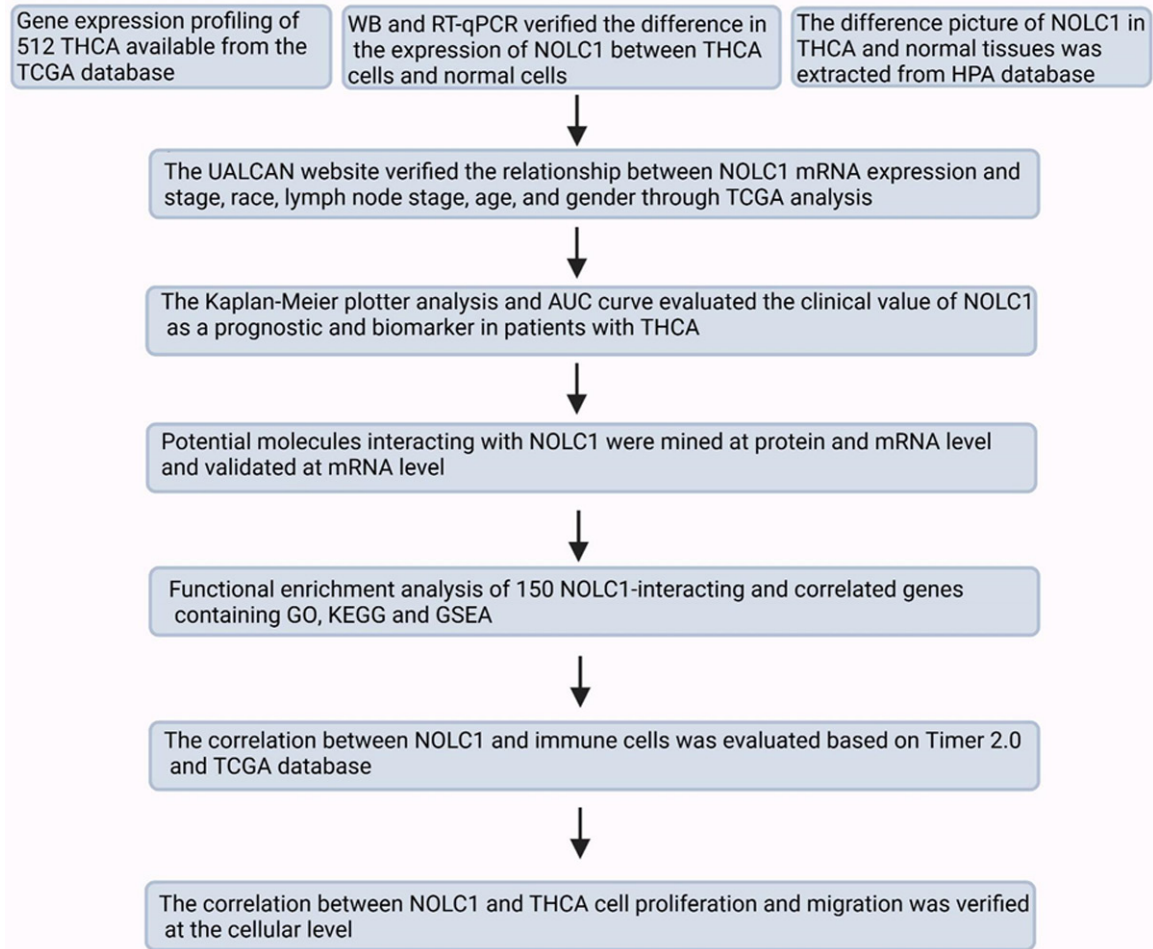 Gene expression profiling of
512 THCA available from the
TCGA database
WB and RT-qPCR verified the difference in
the expression of NOLC1 between THCA
cells and normal cells
The difference picture of NOLC1 in
THCA and normal tissues was
extracted from HPA database
The UALCAN website verified the relationship between NOLC1 mRNA expression and
stage, race, lymph node stage, age, and gender through TCGA analysis
The Kaplan-Meier plotter analysis and AUC curve evaluated the clinical value of NOLC1
as a prognostic and biomarker in patients with THCA
Potential molecules interacting with NOLC1 were mined at protein and mRNA level
and validated at mRNA level
Functional enrichment analysis of 150 NOLC1-interacting and correlated genes
containing GO, KEGG and GSEA
The correlation between NOLC1 and immune cells was evaluated based on Timer 2.0
and TCGA database
The correlation between NOLC1 and THCA cell proliferation and migration was verified
at the cellular level